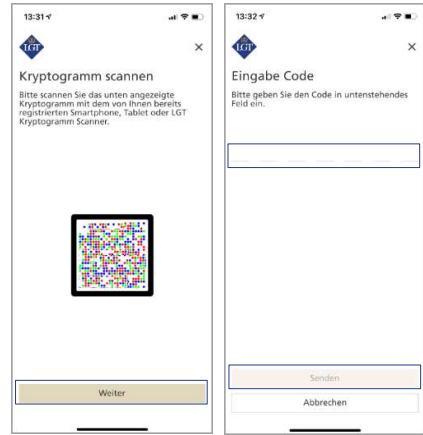 13:31
LGT
Kryptogramm scannen
Bitte scannen Sie das unten angezeigte
Kryptogramm mit dem von Ihnen bereits
registrierten Smartphone, Tablet oder LGT
Kryptogramm Scanner.
Weiter
13:32
LGT
Eingabe Code
Bitte geben Sie den Code in untenstehendes
Feld ein.
Senden
Abbrechen